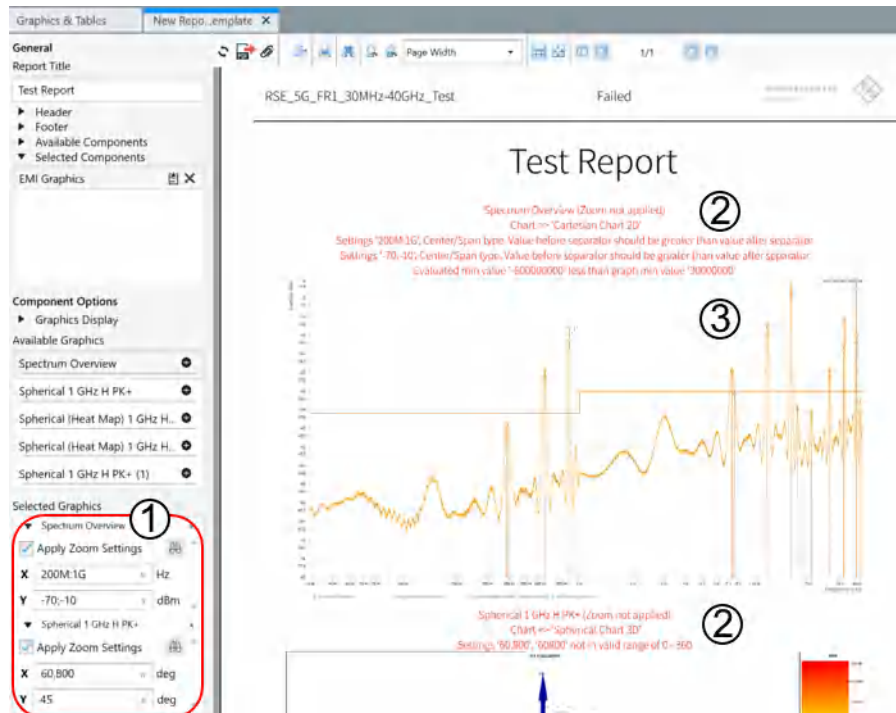 Graphics & Tables
New Repo..emplate ×
General
Report Title
Test Report
Header
Footer
Available Components
Selected Components
EMI Graphics
Component Options
Graphics Display
Available Graphics
Spectrum Overview
Spherical 1 GHz H PK+
Spherical (Heat Map) 1 GHz H..
Spherical (Heat Map) 1 GHz H..
Spherical 1 GHz H PK+ (1)
Selected Graphics
1
Spectrum Overview
Apply Zoom Settings
X 200M:1G Hz
Y -70;-10 dBm
Spherical 1 GHz H PK+
Apply Zoom Settings
X 60,800 deg
Y 45 deg
Page Width
1/1
RSE_5G_FR1_30MHz-40GHz_Test Failed
Test Report
2
Spectrum Overview (Zoom not applied)
Chart => 'Cartesian Chart 2D'
Settings '200M:1G', Center/Span type. Value before separator should be greater than value after separator
Settings '-70;-10', Center/Span type. Value before separator should be greater than value after separator
Evaluated min value '-600000000' less than graph min value '30000000'
3
Spherical 1 GHz H PK+ (Zoom not applied)
Chart <='Spherical Chart 3D'
Settings '60,800', '60800' not in valid range of 0 - 360
2